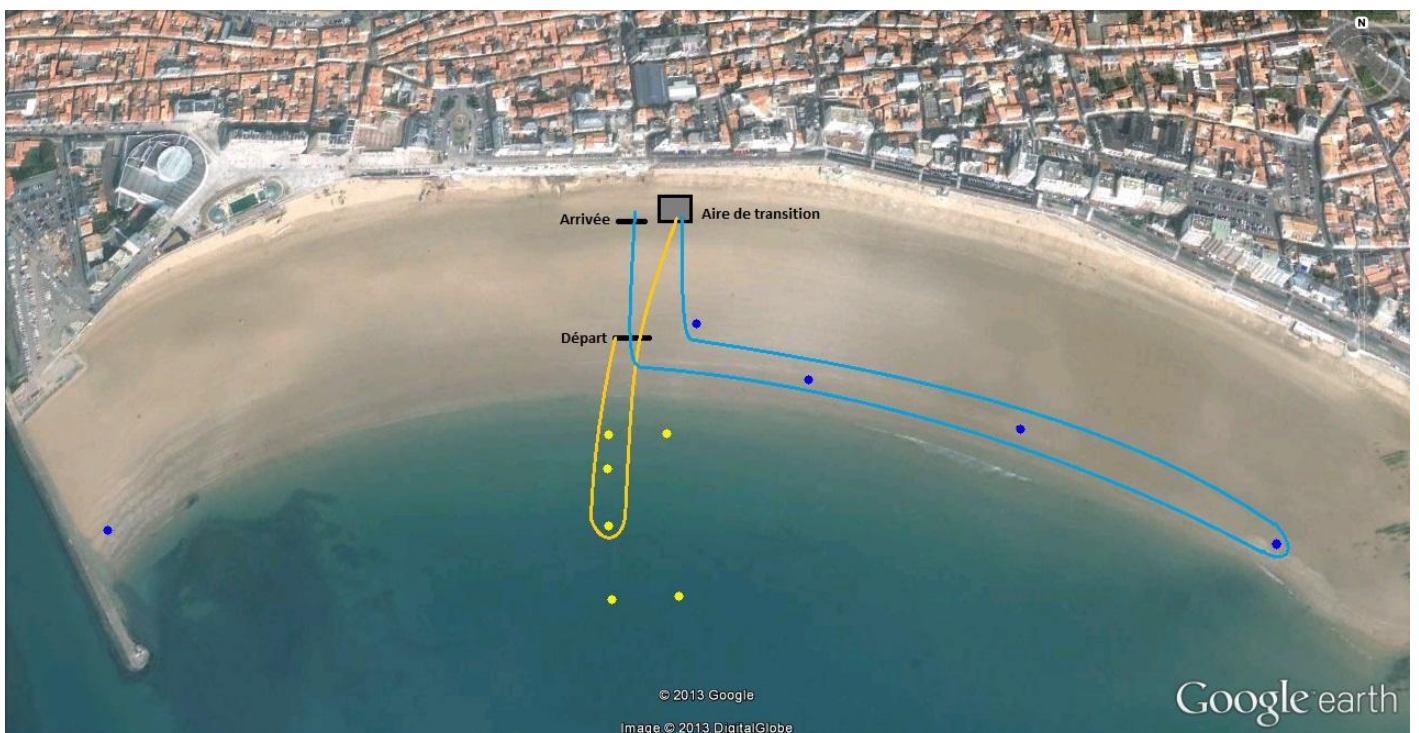 N
Arrivée
Aire de transition
Départ
© 2013 Google
Image © 2013 DigitalGlobe
Google earth